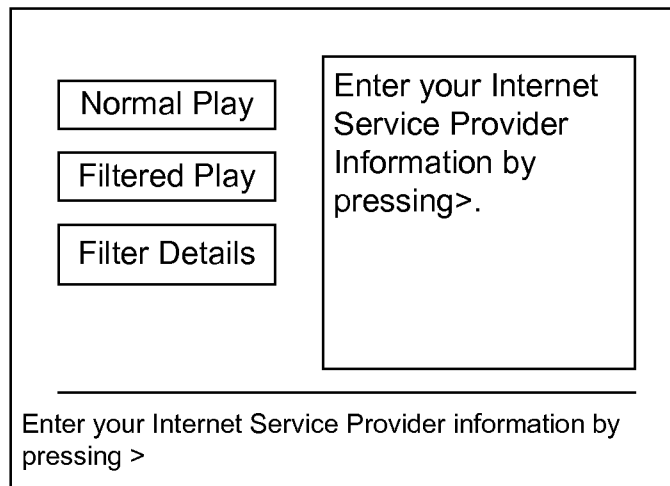 Normal Play
Filtered Play
Filter Details
Enter your Internet
Service Provider
Information by
pressing>.
Enter your Internet Service Provider information by
pressing >